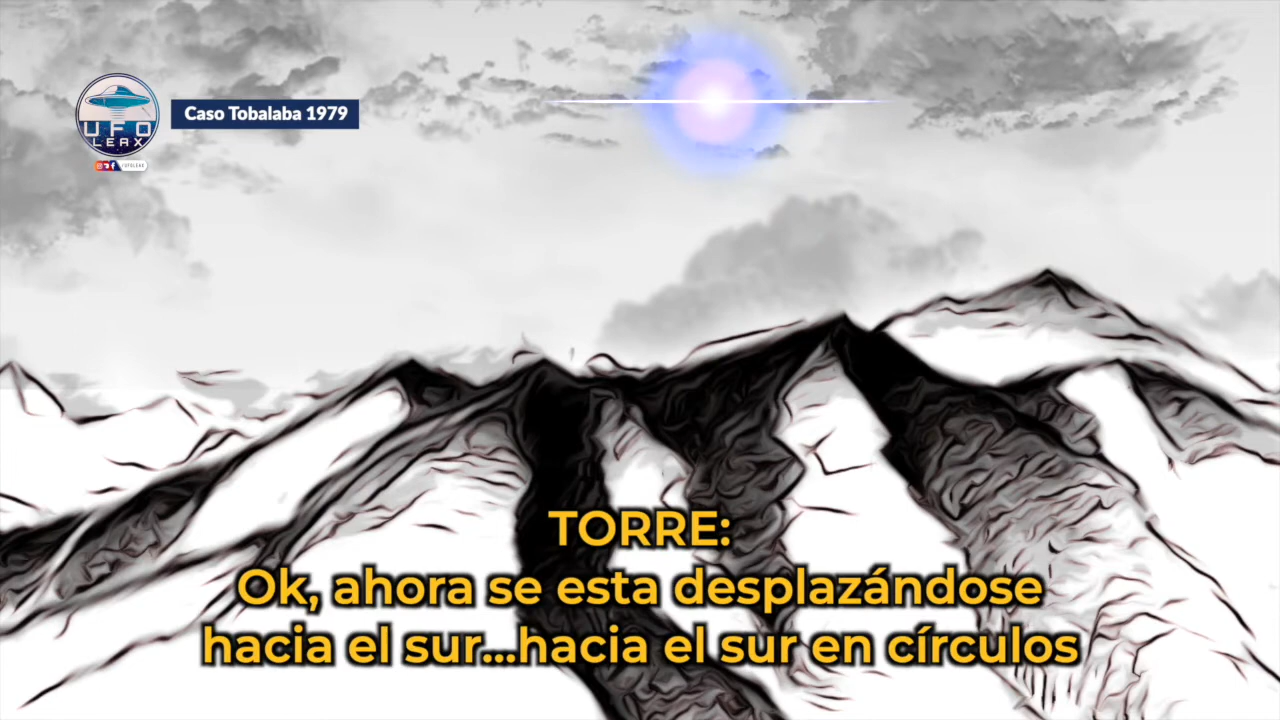 UFO
LEAX
/UFOLEAX
Caso Tobalaba 1979
TORRE:
Ok, ahora se esta desplazándose
hacia el sur...hacia el sur en círculos